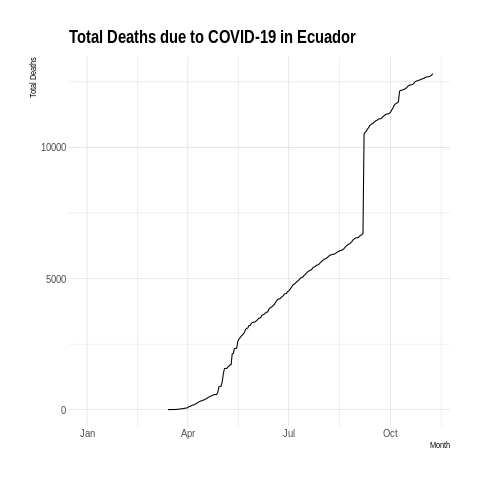 Total Deaths due to COVID-19 in Ecuador
Total Deaths
10000
5000
0
Jan Apr Jul Oct
Month